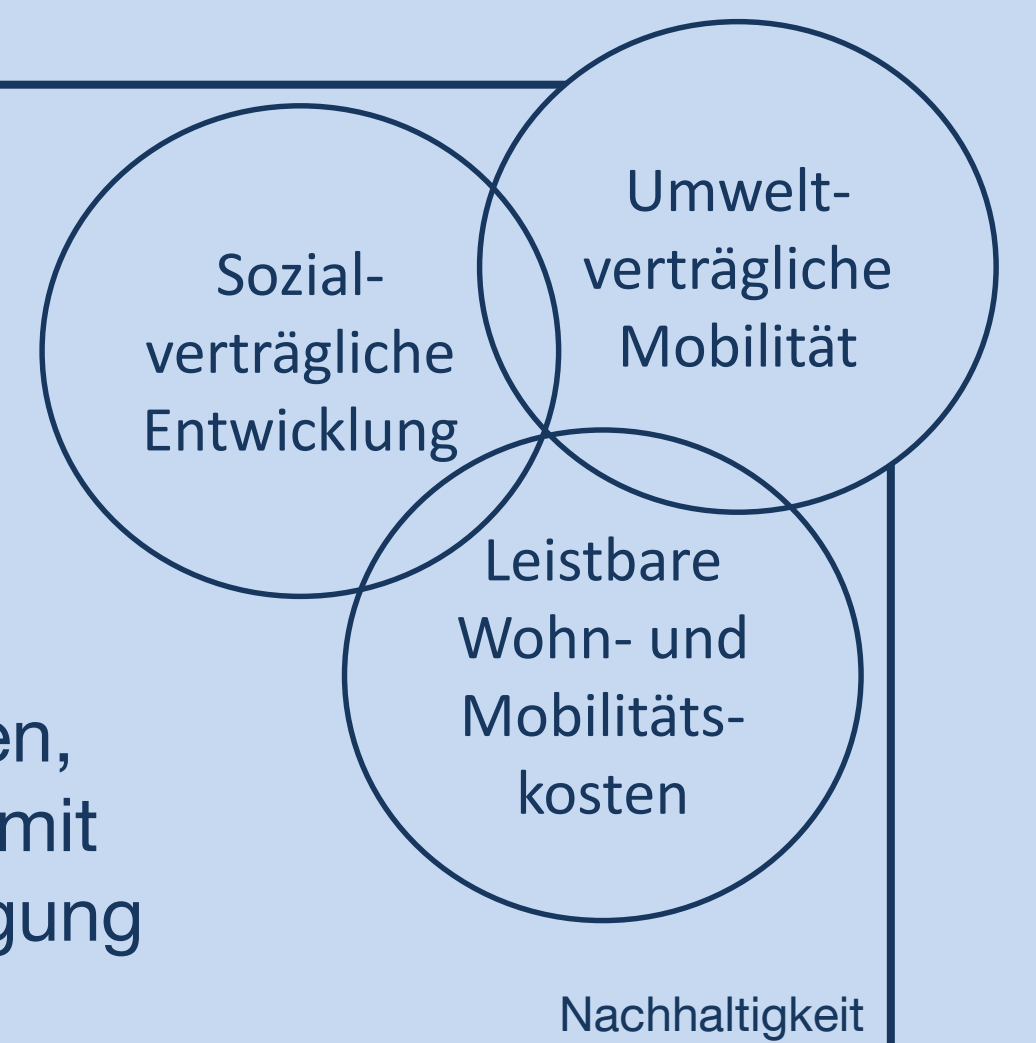 Umwelt-
verträgliche
Mobilität
Sozial-
verträgliche
Entwicklung
Leistbare
Wohn- und
Mobilitäts-
kosten
en,
mit
gung
Nachhaltigkeit